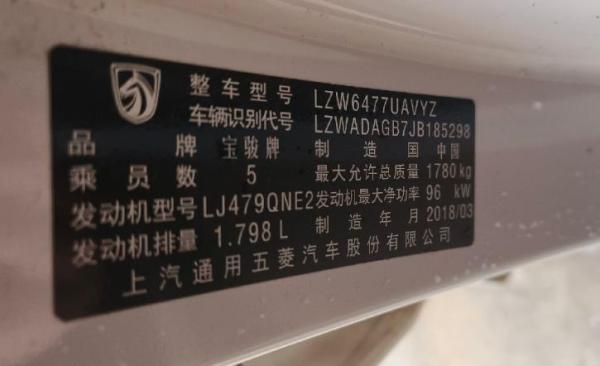 整车型号 LZW6477UAVYZ
车辆识别代号 LZWADAGB7JB185298
品牌 宝骏牌 制造国 中国
乘员数 5 最大允许总质量 1780 kg
发动机型号 LJ479QNE2 发动机最大净功率 96 kW
发动机排量 1.798 L 制造年月 2018/03
上汽通用五菱汽车股份有限公司